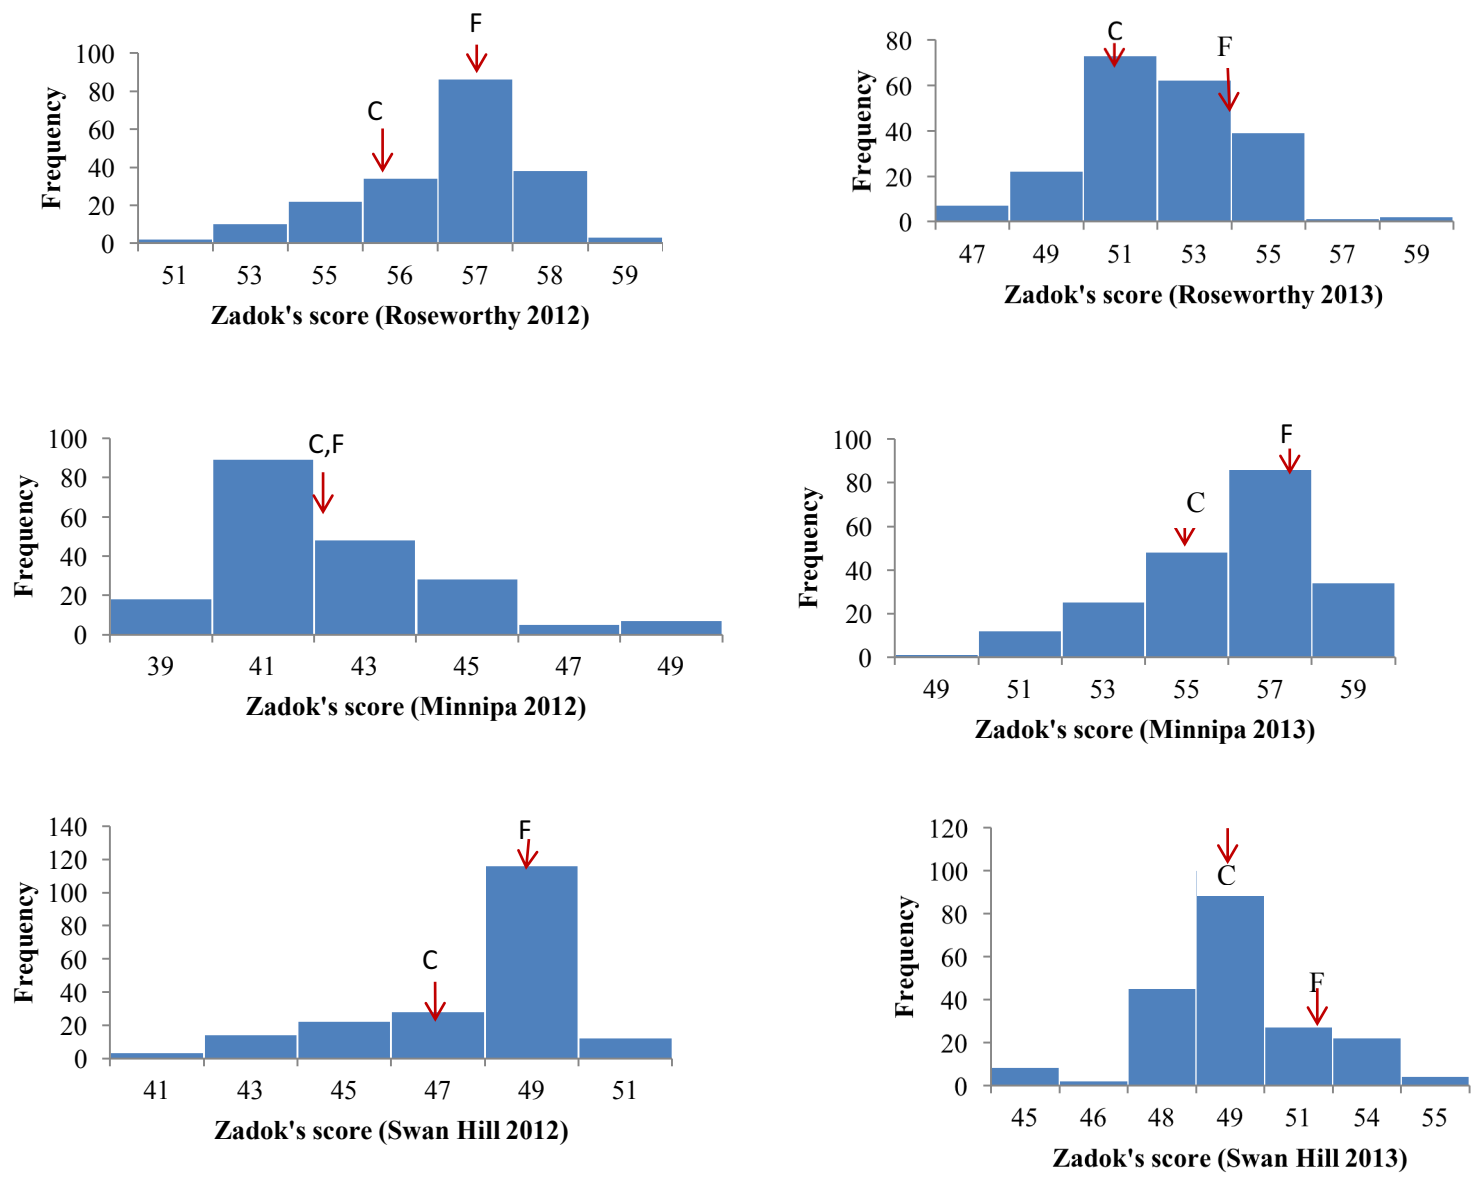 F
C
100
80
60
40
20
0
Frequency
51 53 55 56 57 58 59
Zadok's score (Roseworthy 2012)
C
F
80
60
40
20
0
Frequency
47 49 51 53 55 57 59
Zadok's score (Roseworthy 2013)
C,F
100
80
60
40
20
0
Frequency
39 41 43 45 47 49
Zadok's score (Minnipa 2012)
F
C
100
80
60
40
20
0
Frequency
49 51 53 55 57 59
Zadok's score (Minnipa 2013)
F
C
140
120
100
80
60
40
20
0
Frequency
41 43 45 47 49 51
Zadok's score (Swan Hill 2012)
C
F
120
100
80
60
40
20
0
Frequency
45 46 48 49 51 54 55
Zadok's score (Swan Hill 2013)